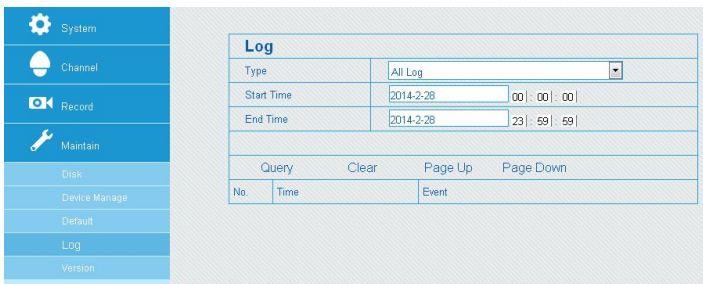 System
Channel
Record
Maintain
Disk
Device Manage
Default
Log
Version
Log
Type All Log
Start Time 2014-2-28 00 : 00 : 00
End Time 2014-2-28 23 : 59 : 59
Query Clear Page Up Page Down
No. Time Event